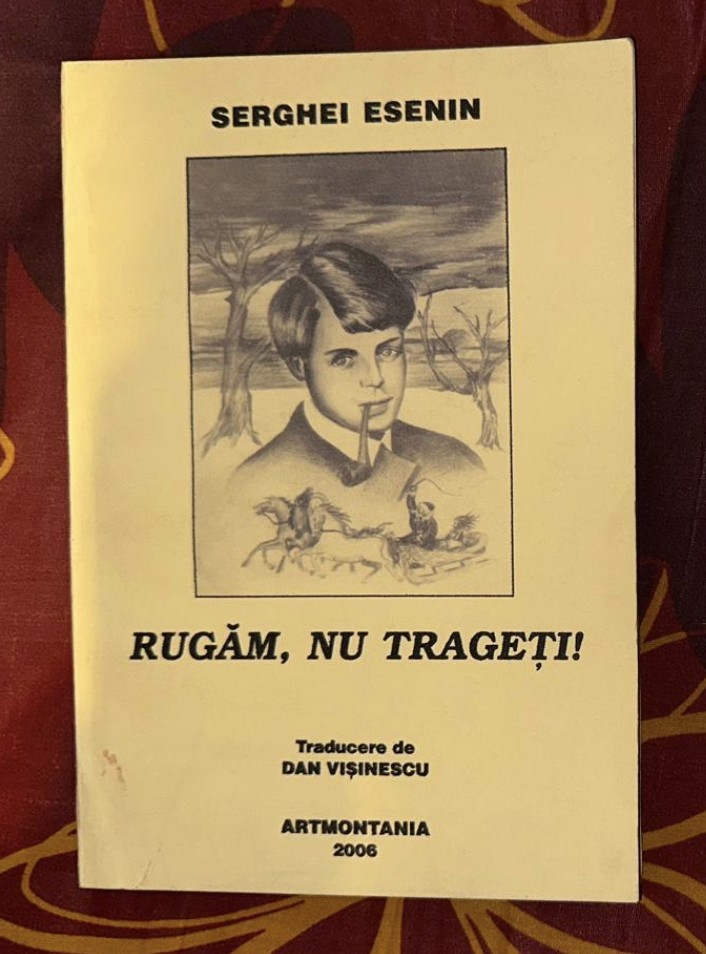 SERGHEI ESENIN
RUGĂM, NU TRAGEȚI!
Traducere de
DAN VIȘINESCU
ARTMONTANIA
2006